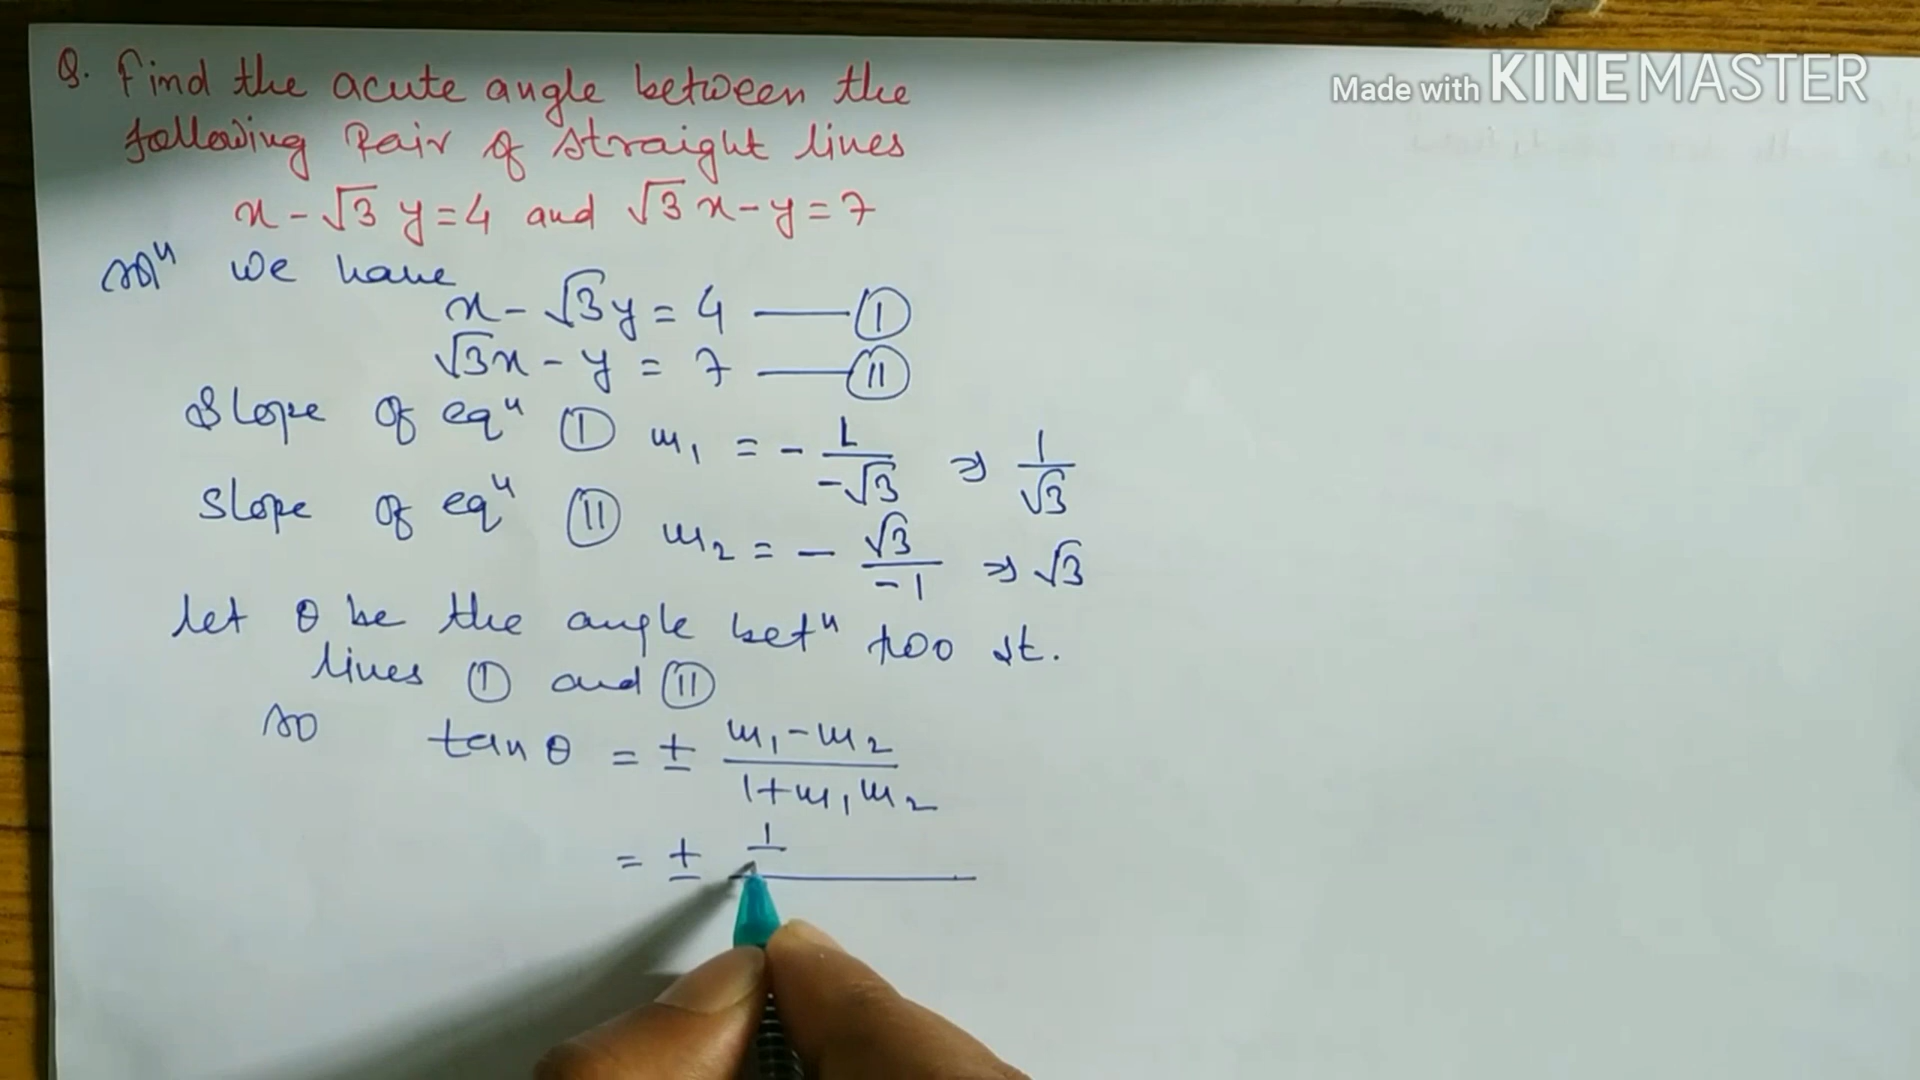 Made with KINEMASTER
Q. Find the acute angle between the
following Pair of straight lines
x - √3 y = 4 and √3 x - y = 7
solⁿ we have
x - √3y = 4 —— (I)
√3x - y = 7 —— (II)
Slope of eqⁿ (I) m₁ = - 1/-√3 ⇒ 1/√3
Slope of eqⁿ (II) m₂ = - √3/-1 ⇒ √3
let θ be the angle betⁿ two st.
lines (I) and (II)
so tan θ = ± m₁-m₂/1+m₁m₂
= ± 1